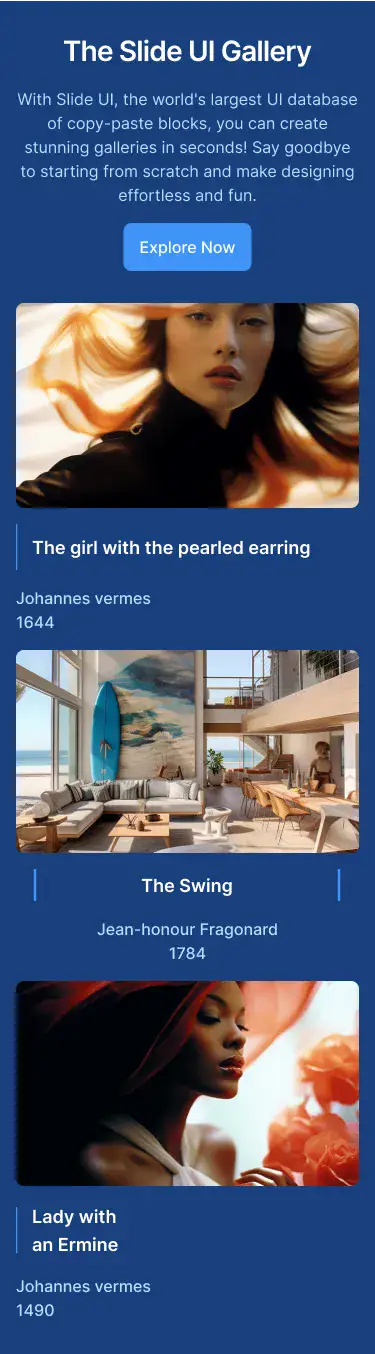 The Slide UI Gallery
With Slide UI, the world's largest UI database
of copy-paste blocks, you can create
stunning galleries in seconds! Say goodbye
to starting from scratch and make designing
effortless and fun.
Explore Now
The girl with the pearled earring
Johannes vermes
1644
The Swing
Jean-honour Fragonard
1784
Lady with
an Ermine
Johannes vermes
1490